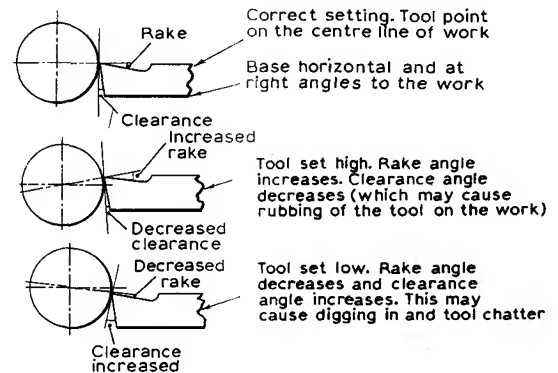 Rake
Correct setting. Tool point
on the centre line of work
Base horizontal and at
right angles to the work
Clearance
Increased
rake
Tool set high. Rake angle
increases. Clearance angle
decreases (which may cause
rubbing of the tool on the work)
Decreased
clearance
Decreased
rake
Tool set low. Rake angle
decreases and clearance
angle increases. This may
cause digging in and tool chatter
Clearance
increased